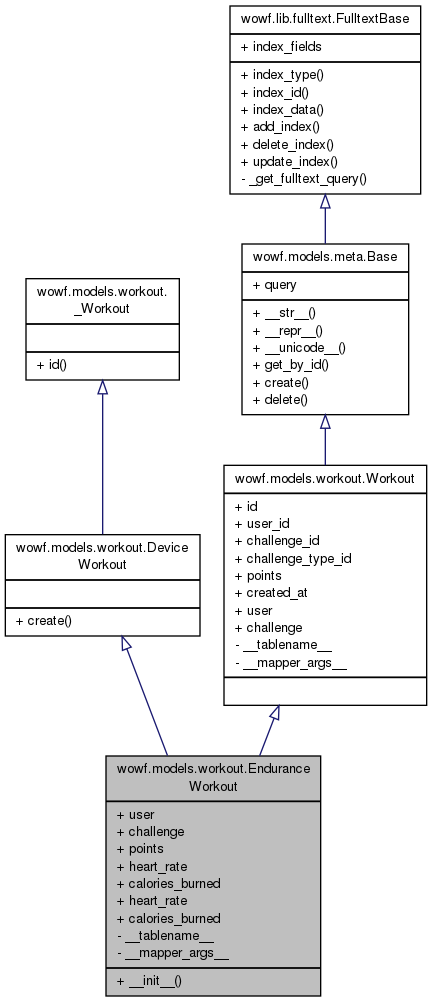 wowf.lib.fulltext.FulltextBase
+ index_fields
+ index_type()
+ index_id()
+ index_data()
+ add_index()
+ delete_index()
+ update_index()
- _get_fulltext_query()
wowf.models.meta.Base
+ query
+ __str__()
+ __repr__()
+ __unicode__()
+ get_by_id()
+ create()
+ delete()
wowf.models.workout.
_Workout
+ id()
wowf.models.workout.Workout
+ id
+ user_id
+ challenge_id
+ challenge_type_id
+ points
+ created_at
+ user
+ challenge
- __tablename__
- __mapper_args__
wowf.models.workout.Device
Workout
+ create()
wowf.models.workout.Endurance
Workout
+ user
+ challenge
+ points
+ heart_rate
+ calories_burned
+ heart_rate
+ calories_burned
- __tablename__
- __mapper_args__
+ __init__()